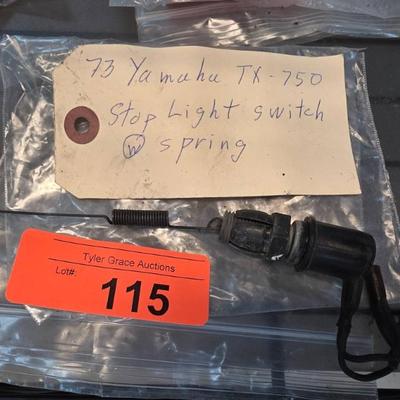 73 Yamaha TX-750
Stop Light switch
w spring
Tyler Grace Auctions
Lot#:
115